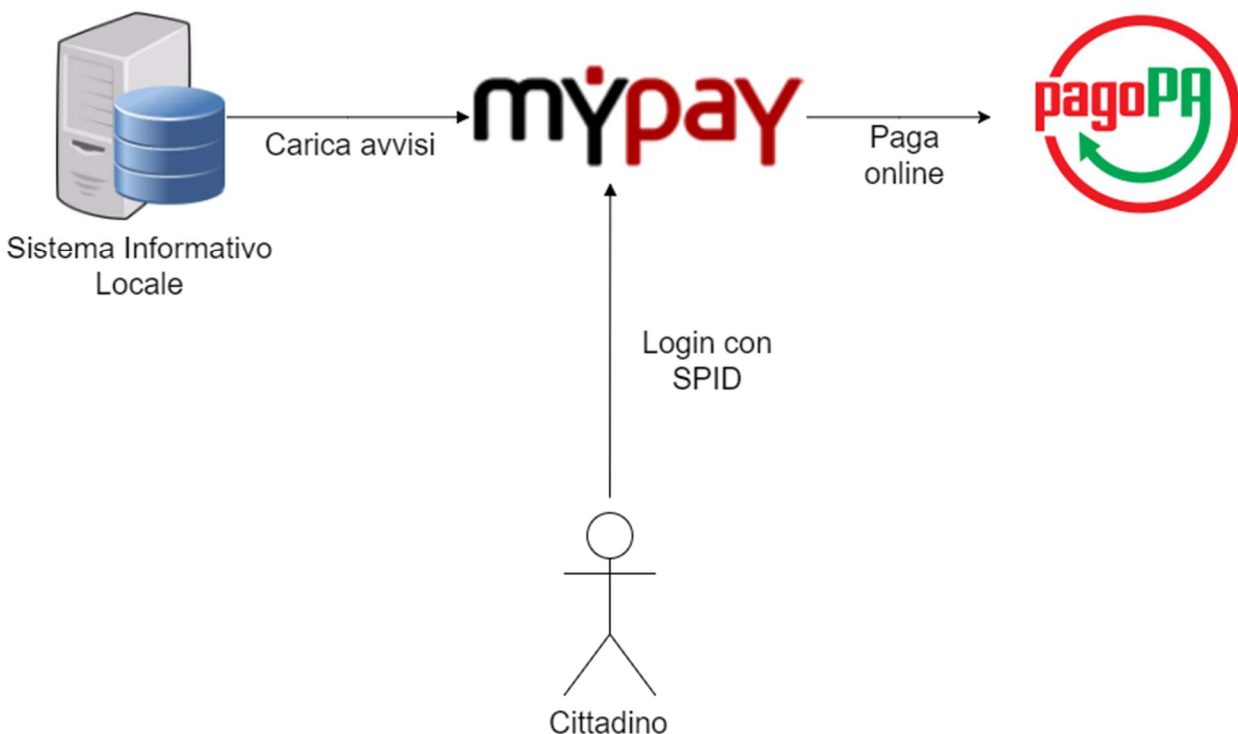 mypay
pagoPA
Carica avvisi
Paga
online
Sistema Informativo
Locale
Login con
SPID
Cittadino